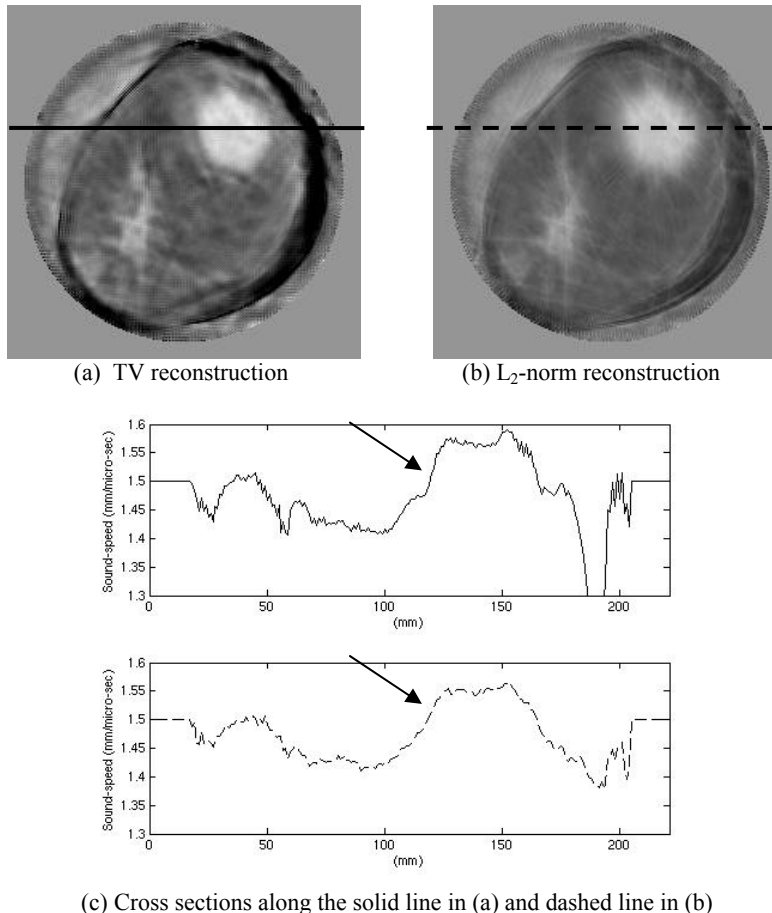 (a) TV reconstruction
(b) L₂-norm reconstruction
1.6
1.55
1.5
1.45
1.4
1.35
1.3
Sound-speed (mm/micro-sec)
0 50 100 150 200
(mm)
1.6
1.55
1.5
1.45
1.4
1.35
1.3
Sound-speed (mm/micro-sec)
0 50 100 150 200
(mm)
(c) Cross sections along the solid line in (a) and dashed line in (b)